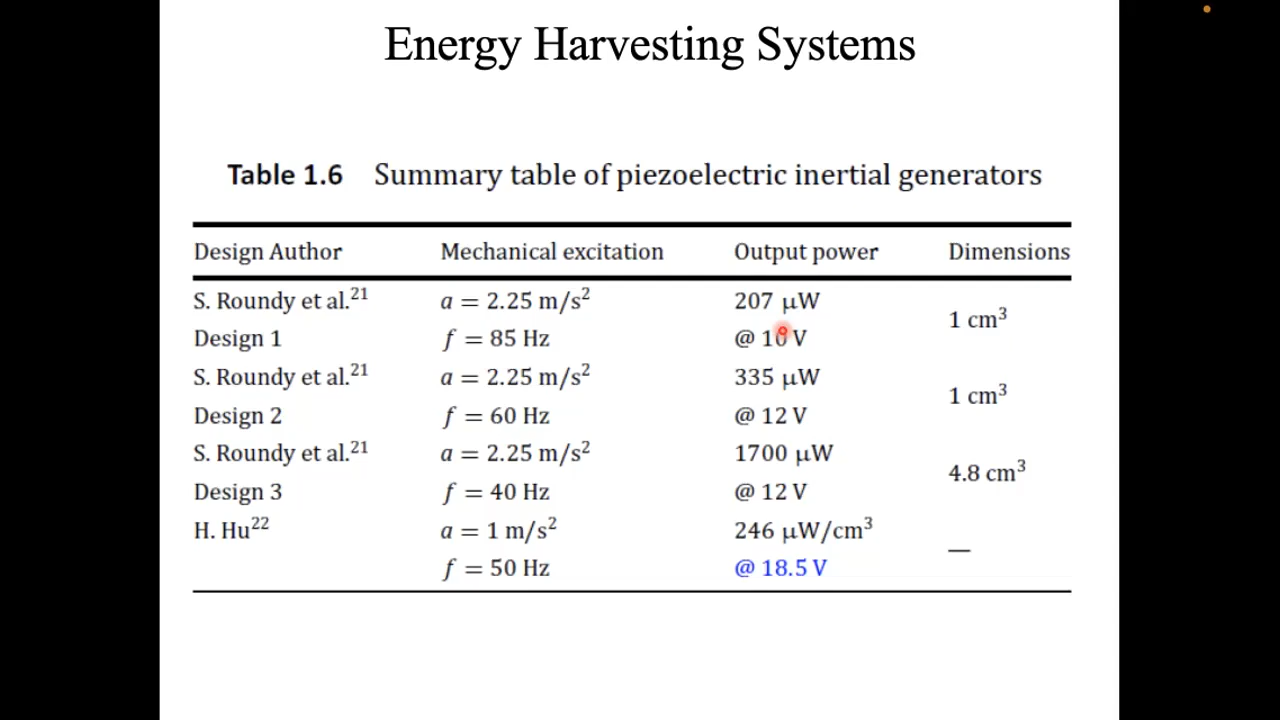 Energy Harvesting Systems
Table 1.6 Summary table of piezoelectric inertial generators
Design Author Mechanical excitation Output power Dimensions
S. Roundy et al.²¹ a = 2.25 m/s² 207 μW
1 cm³
Design 1 f = 85 Hz @ 10 V
S. Roundy et al.²¹ a = 2.25 m/s² 335 μW
1 cm³
Design 2 f = 60 Hz @ 12 V
S. Roundy et al.²¹ a = 2.25 m/s² 1700 μW
4.8 cm³
Design 3 f = 40 Hz @ 12 V
H. Hu²² a = 1 m/s² 246 μW/cm³
—
f = 50 Hz @ 18.5 V